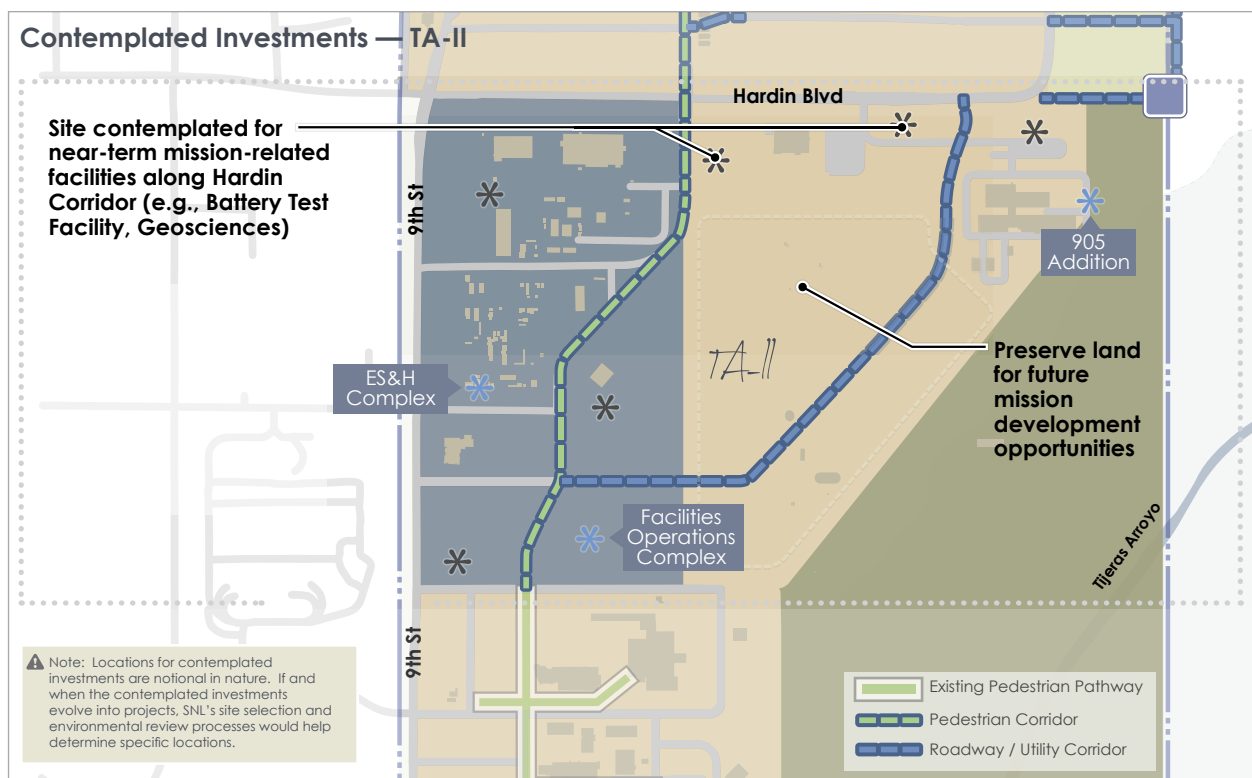 Contemplated Investments — TA-II
Hardin Blvd
Site contemplated for
near-term mission-related
facilities along Hardin
Corridor (e.g., Battery Test
Facility, Geosciences)
9th St
905
Addition
TA-II
Preserve land
for future
mission
development
opportunities
ES&H
Complex
Facilities
Operations
Complex
Tijeras Arroyo
9th St
Note: Locations for contemplated
investments are notional in nature. If and
when the contemplated investments
evolve into projects, SNL's site selection and
environmental review processes would help
determine specific locations.
Existing Pedestrian Pathway
Pedestrian Corridor
Roadway / Utility Corridor